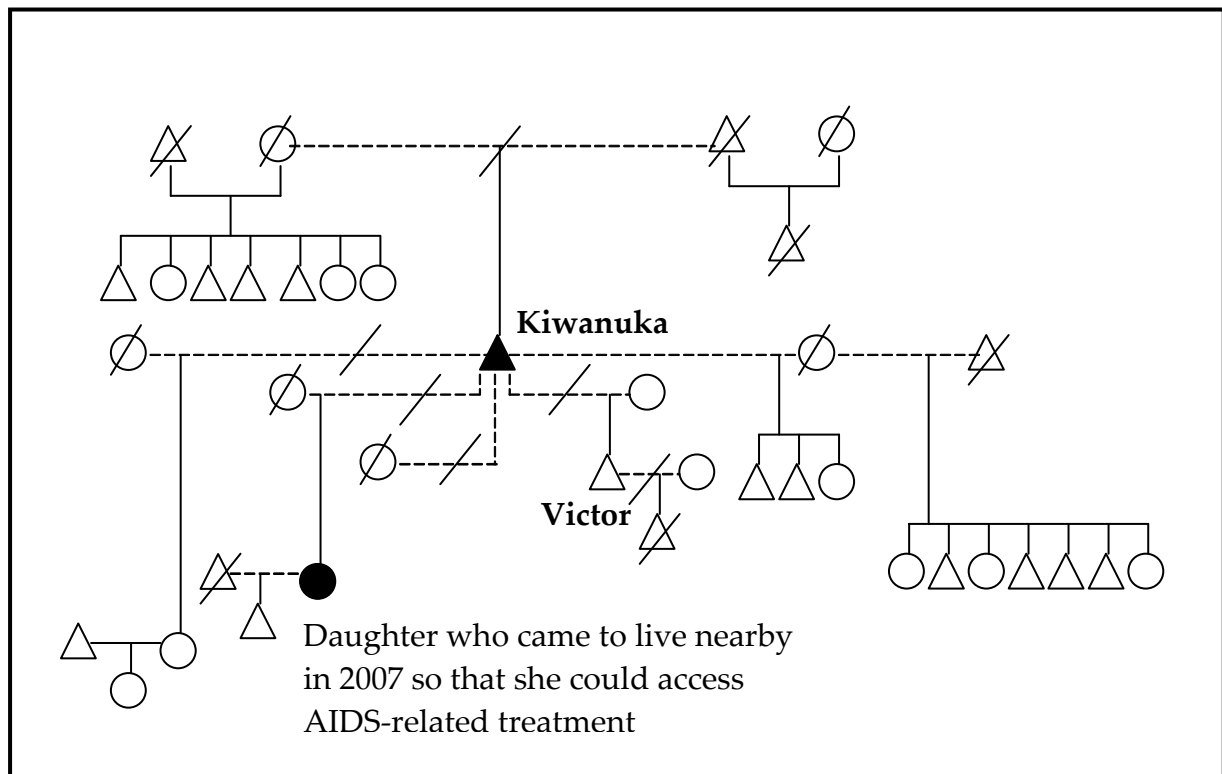 Kiwanuka
Victor
Daughter who came to live nearby
in 2007 so that she could access
AIDS-related treatment